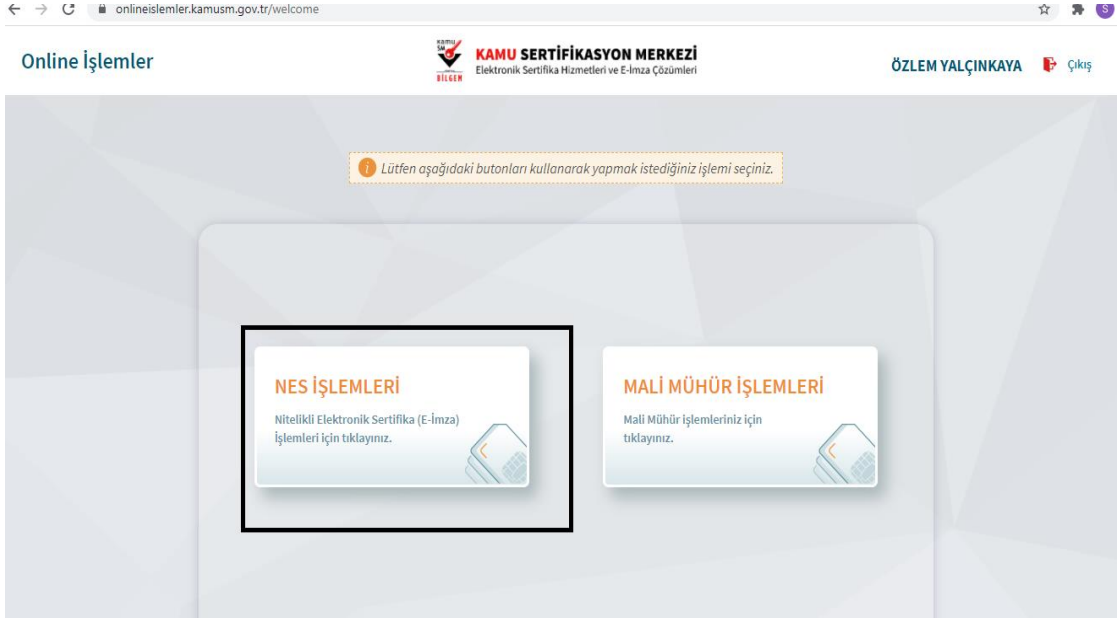 onlineislemler.kamusm.gov.tr/welcome
S
Online İşlemler
KAMU
SM
BİLGEM
KAMU SERTİFİKASYON MERKEZİ
Elektronik Sertifika Hizmetleri ve E-İmza Çözümleri
ÖZLEM YALÇINKAYA
Çıkış
i Lütfen aşağıdaki butonları kullanarak yapmak istediğiniz işlemi seçiniz.
NES İŞLEMLERİ
Nitelikli Elektronik Sertifika (E-İmza)
İşlemleri için tıklayınız.
MALİ MÜHÜR İŞLEMLERİ
Mali Mühür işlemleriniz için
tıklayınız.